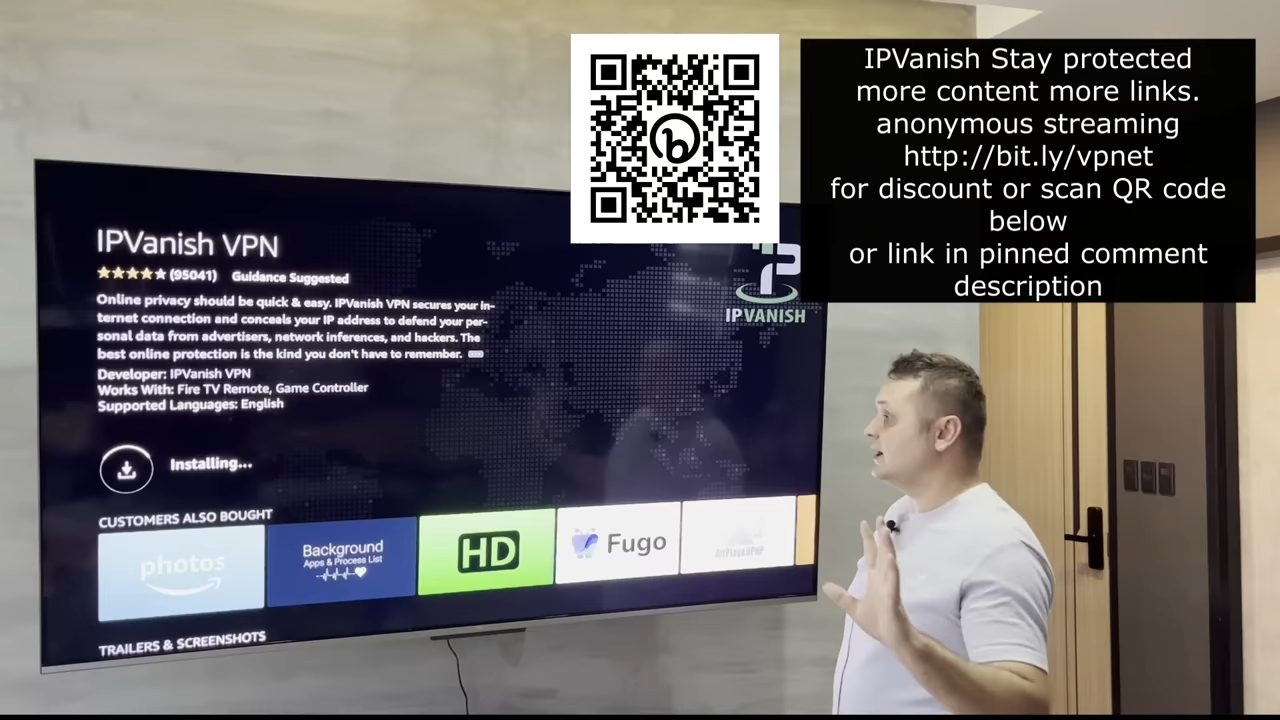 IPVanish Stay protected
more content more links.
anonymous streaming
http://bit.ly/vpnet
for discount or scan QR code
below
or link in pinned comment
description
IPVanish VPN
(95041) Guidance Suggested
Online privacy should be quick & easy. IPVanish VPN secures your in-
ternet connection and conceals your IP address to defend your per-
sonal data from advertisers, network inferences, and hackers. The
best online protection is the kind you don't have to remember.
Developer: IPVanish VPN
Works With: Fire TV Remote, Game Controller
Supported Languages: English
IPVANISH
Installing...
CUSTOMERS ALSO BOUGHT
photos
Background
Apps & Process List
HD
Fugo
TRAILERS & SCREENSHOTS